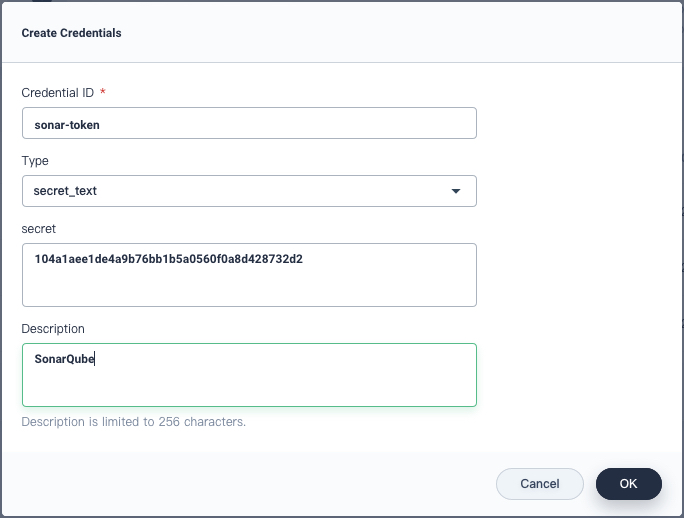 Create Credentials
Credential ID *
sonar-token
Type
secret_text
secret
104a1aee1de4a9b76bb1b5a0560f0a8d428732d2
Description
SonarQube
Description is limited to 256 characters.
Cancel OK